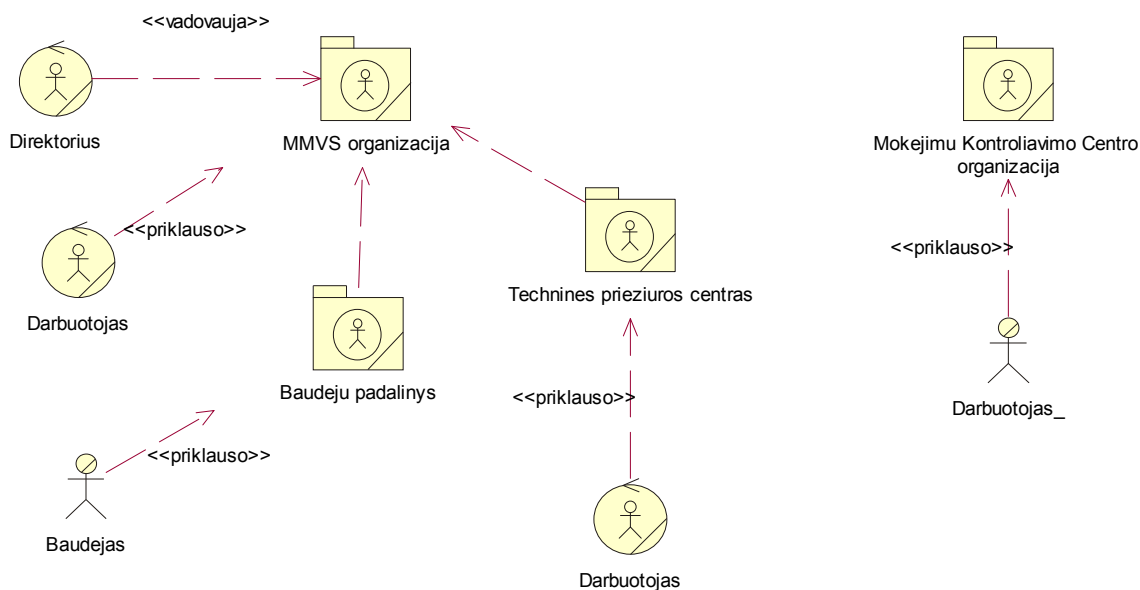 <<vadovauja>>
Direktorius
MMVS organizacija
Mokejimu Kontroliavimo Centro
organizacija
<<priklauso>>
<<priklauso>>
Darbuotojas
Technines prieziuros centras
Baudeju padalinys
<<priklauso>>
Darbuotojas_
<<priklauso>>
Baudejas
Darbuotojas